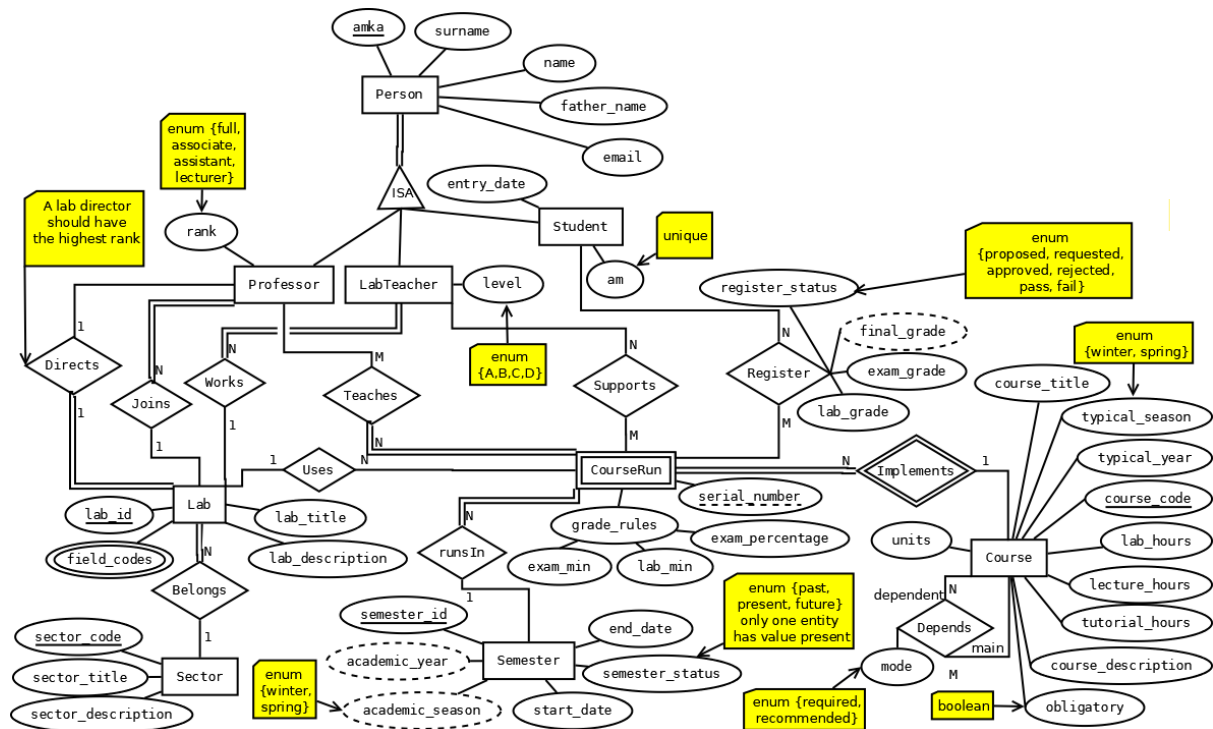 amka
surname
name
Person
father_name
email
enum {full,
associate,
assistant,
lecturer}
ISA
entry_date
Student
unique
am
enum
{proposed, requested,
approved, rejected,
pass, fail}
A lab director
should have
the highest rank
rank
Professor
LabTeacher
level
register_status
final_grade
enum
{winter, spring}
1
N
N
M
N
N
Directs
Joins
Works
Teaches
enum
{A,B,C,D}
Supports
Register
exam_grade
lab_grade
course_title
typical_season
1
1
1
N
M
M
1
Uses
N
CourseRun
N
Implements
1
typical_year
course_code
Lab
lab_id
lab_title
field_codes
lab_description
serial_number
grade_rules
exam_percentage
exam_min
lab_min
N
runsIn
1
units
Course
lab_hours
lecture_hours
tutorial_hours
course_description
obligatory
N
Belongs
1
dependent
N
Depends
main
M
mode
enum {required,
recommended}
boolean
enum {past,
present, future}
only one entity
has value present
sector_code
sector_title
Sector
sector_description
semester_id
academic_year
Semester
end_date
semester_status
academic_season
start_date
enum
{winter,
spring}